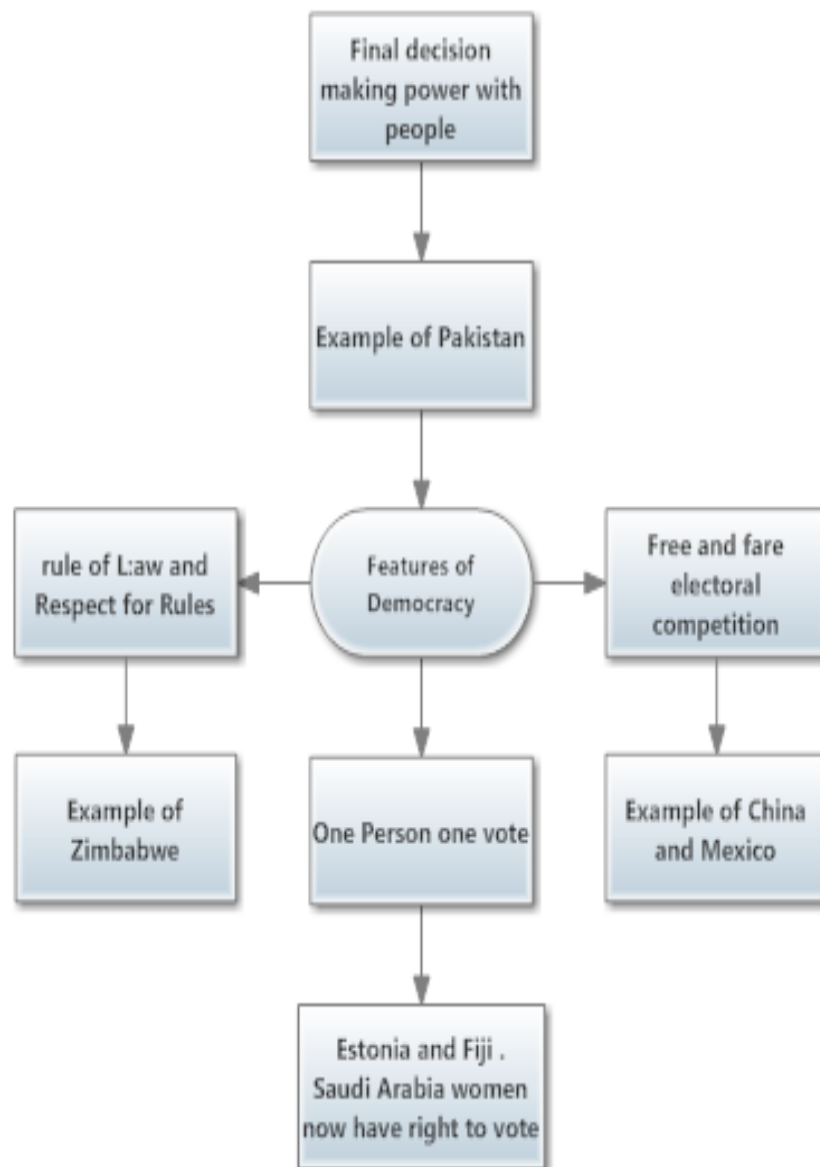 Final decision
making power with
people
Example of Pakistan
rule of L:aw and
Respect for Rules
Features of
Democracy
Free and fare
electoral
competition
Example of
Zimbabwe
One Person one vote
Example of China
and Mexico
Estonia and Fiji .
Saudi Arabia women
now have right to vote